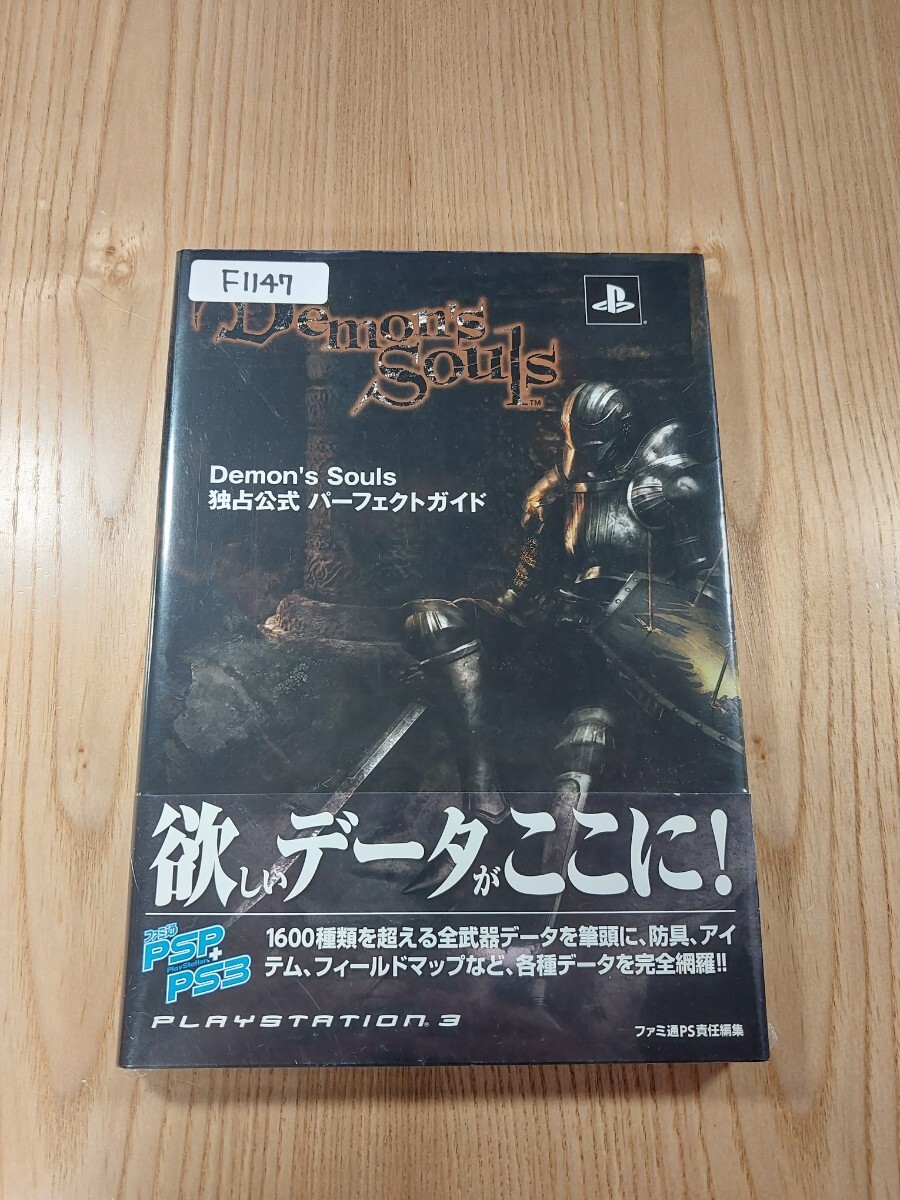 F1147
Demon's
Souls
TM
Demon's Souls
独占公式 パーフェクトガイド
欲しいデータがここに!
ファミ通
PSP+
PlayStation
PS3
1600種類を超える全武器データを筆頭に、防具、アイ
テム、フィールドマップなど、各種データを完全網羅!!
PLAYSTATION 3
ファミ通PS責任編集